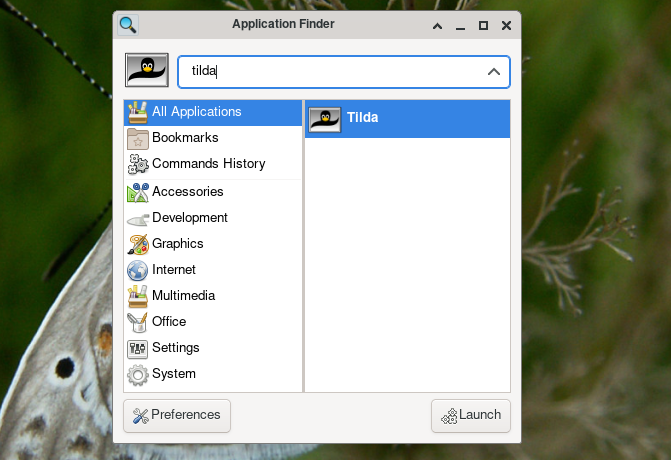 Application Finder
tilda
All Applications
Bookmarks
Commands History
Accessories
Development
Graphics
Internet
Multimedia
Office
Settings
System
Tilda
Preferences
Launch